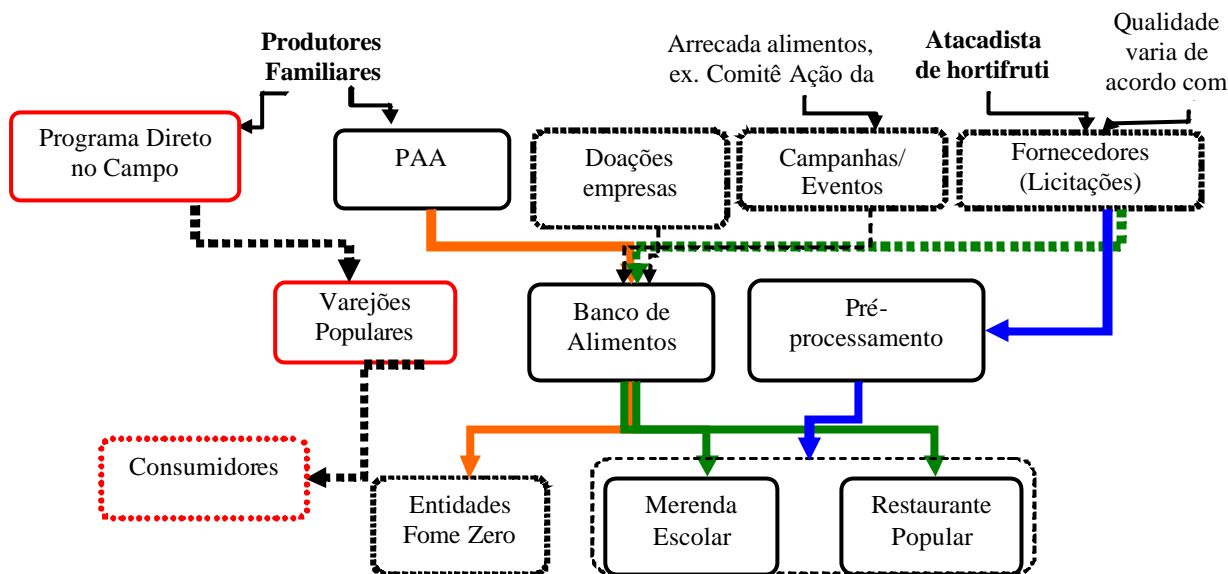 Produtores
Familiares
Arrecada alimentos,
ex. Comitê Ação da
Atacadista
de hortifruti
Qualidade
varia de
acordo com
Programa Direto
no Campo
PAA
Doações
empresas
Campanhas/
Eventos
Fornecedores
(Licitações)
Varejões
Populares
Banco de
Alimentos
Pré-
processamento
Consumidores
Entidades
Fome Zero
Merenda
Escolar
Restaurante
Popular